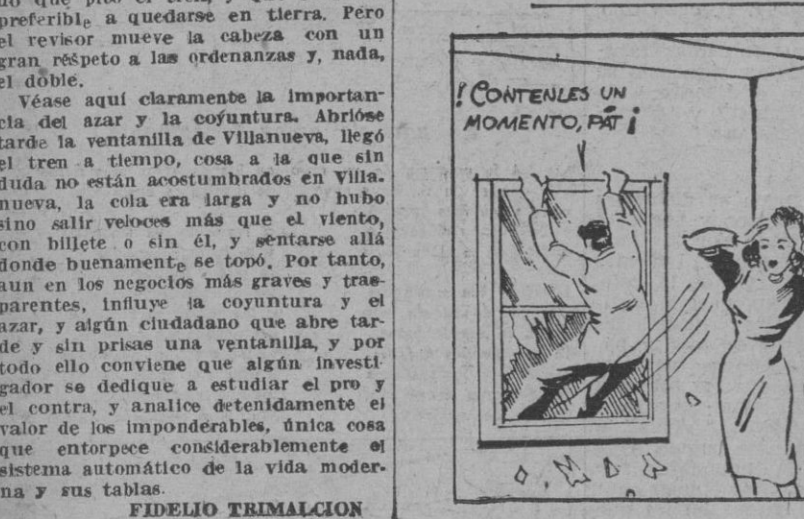 do que pitó el tren, y que
preferible a quedarse en tierra. Pero
el revisor mueve la cabeza con un
gran réspeto a las ordenanzas y, nada,
el doble.
Véase aquí claramente la importan-
cia del azar y la coyuntura. Abrióse
tarde la ventanilla de Villanueva, llegó
el tren a tiempo, cosa a la que sin
duda no están acostumbrados en Villa.
nueva, la cola era larga y no hubo
sino salir veloces más que el viento,
con billete o sin él, y sentarse allá
donde buenamente se topó. Por tanto,
aun en los negocios más graves y tras-
parentes, influye la coyuntura y el
azar, y algún ciudadano que abre tar-
de y sin prisas una ventanilla, y por
todo ello conviene que algún investi-
gador se dedique a estudiar el pro y
el contra, y analice detenidamente el
valor de los imponderables, única cosa
que entorpece considerablemente el
sistema automático de la vida moder-
na y sus tablas.
FIDELIO TRIMALCION
! CONTENLES UN
MOMENTO, PÁT ¡